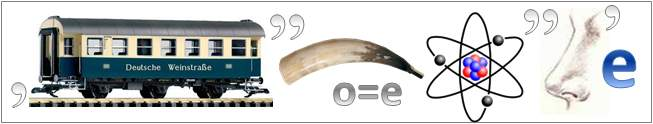 , Deutsche Weinstraße ,, o=e ,, , e